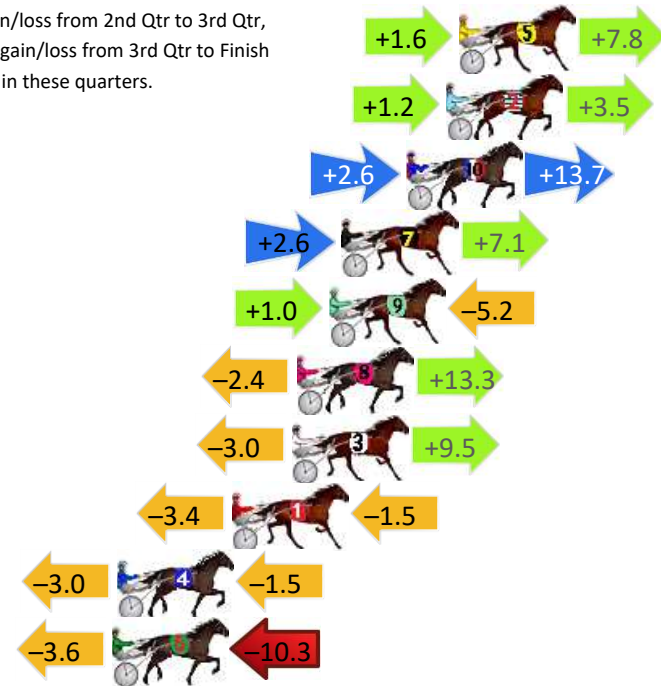 n/loss from 2nd Qtr to 3rd Qtr,
gain/loss from 3rd Qtr to Finish
in these quarters.
+1.6 5 +7.8
+1.2 +3.5
+2.6 10 +13.7
+2.6 7 +7.1
+1.0 9 –5.2
–2.4 8 +13.3
–3.0 3 +9.5
–3.4 1 –1.5
–3.0 4 –1.5
–3.6 –10.3